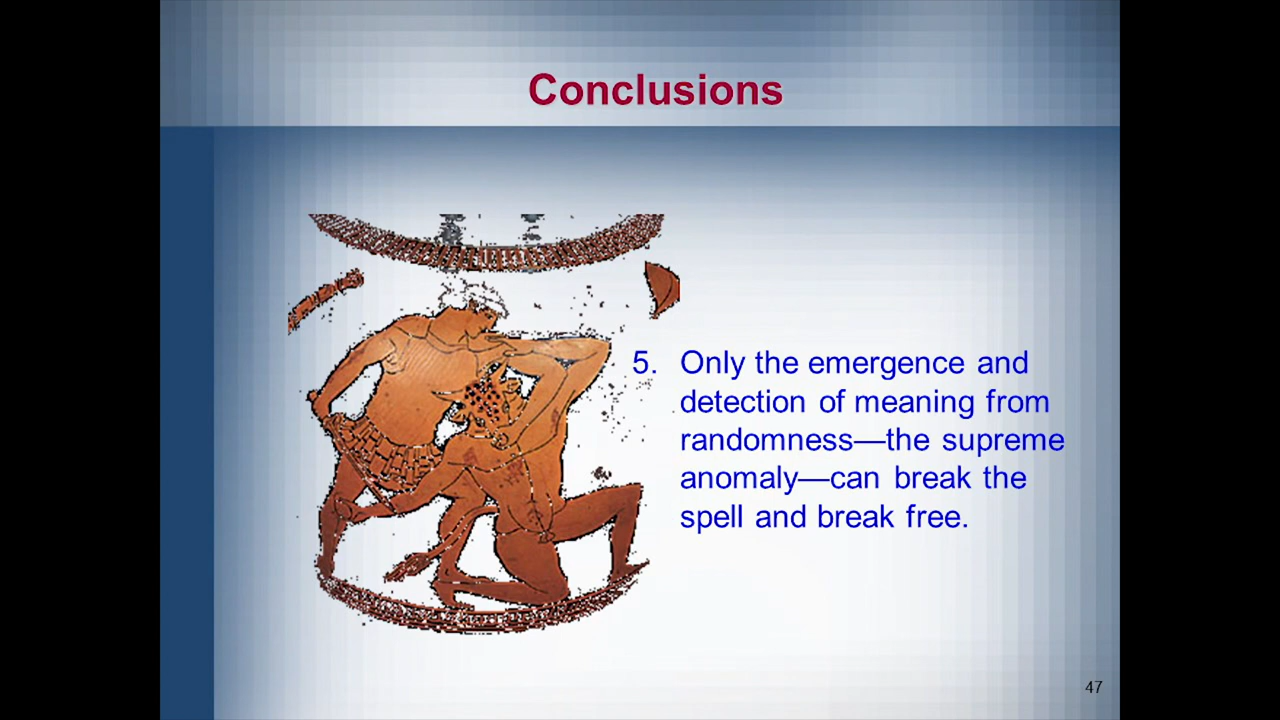 Conclusions
5. Only the emergence and
detection of meaning from
randomness—the supreme
anomaly—can break the
spell and break free.
47